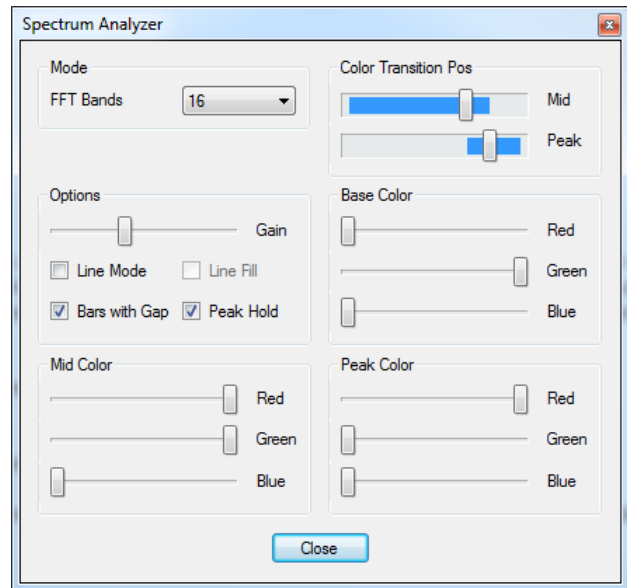 Spectrum Analyzer
Mode
FFT Bands 16
Color Transition Pos
Mid
Peak
Options
Gain
Line Mode Line Fill
Bars with Gap Peak Hold
Base Color
Red
Green
Blue
Mid Color
Red
Green
Blue
Peak Color
Red
Green
Blue
Close